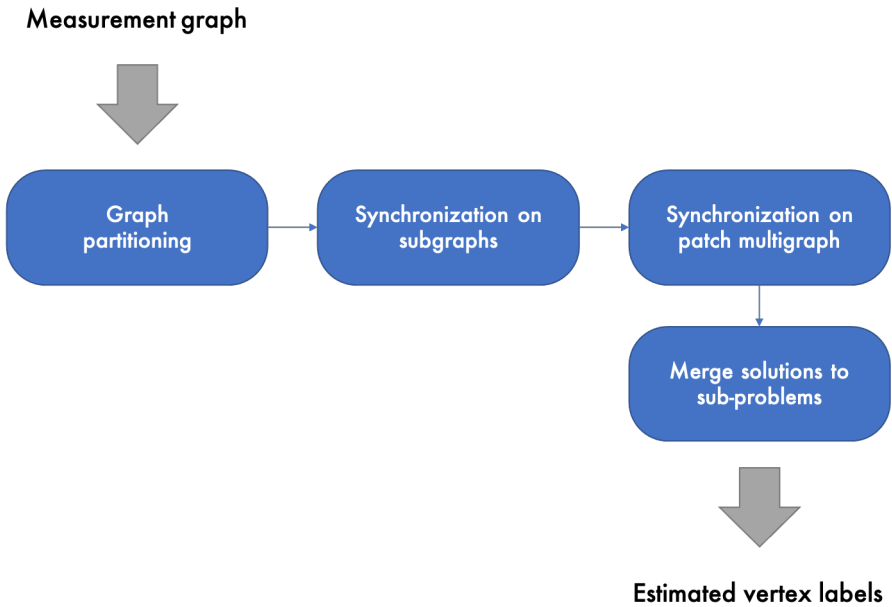 Measurement graph
Graph
partitioning
Synchronization on
subgraphs
Synchronization on
patch multigraph
Merge solutions to
sub-problems
Estimated vertex labels